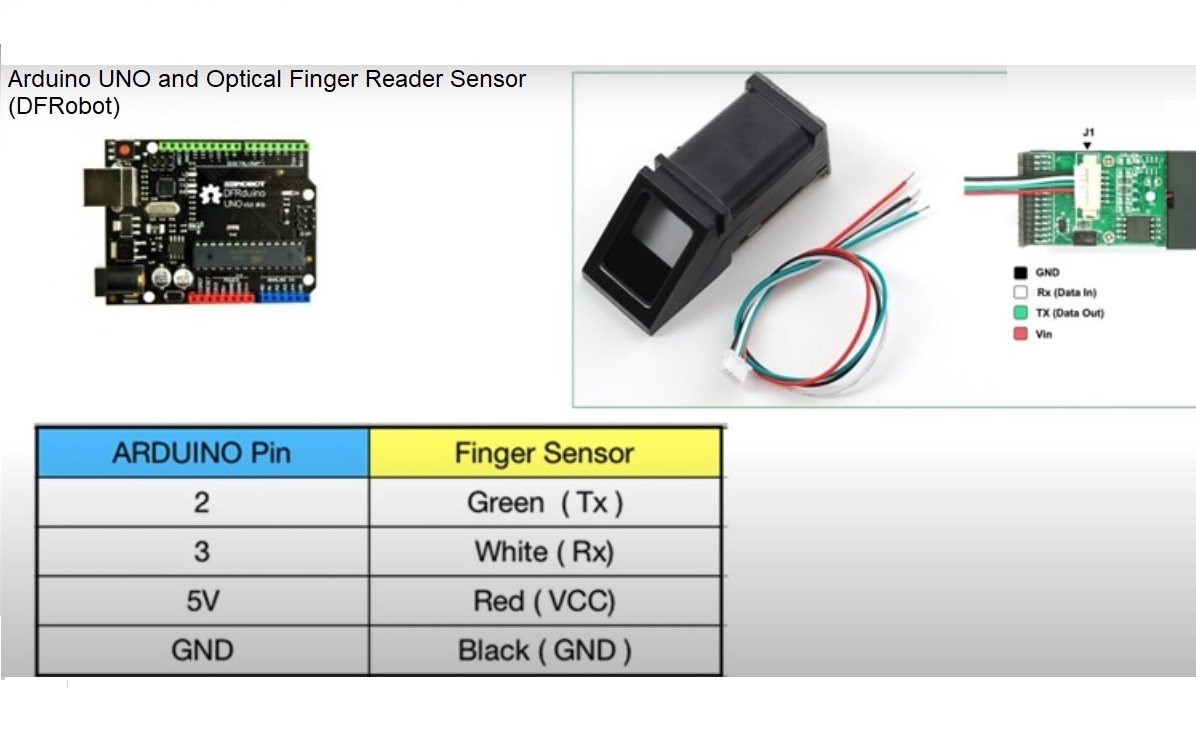 Arduino UNO and Optical Finger Reader Sensor
(DFRobot)
DFRduino
UNO
J1
GND
Rx (Data In)
TX (Data Out)
Vin
ARDUINO Pin
Finger Sensor
2
Green ( Tx )
3
White ( Rx)
5V
Red ( VCC)
GND
Black ( GND )